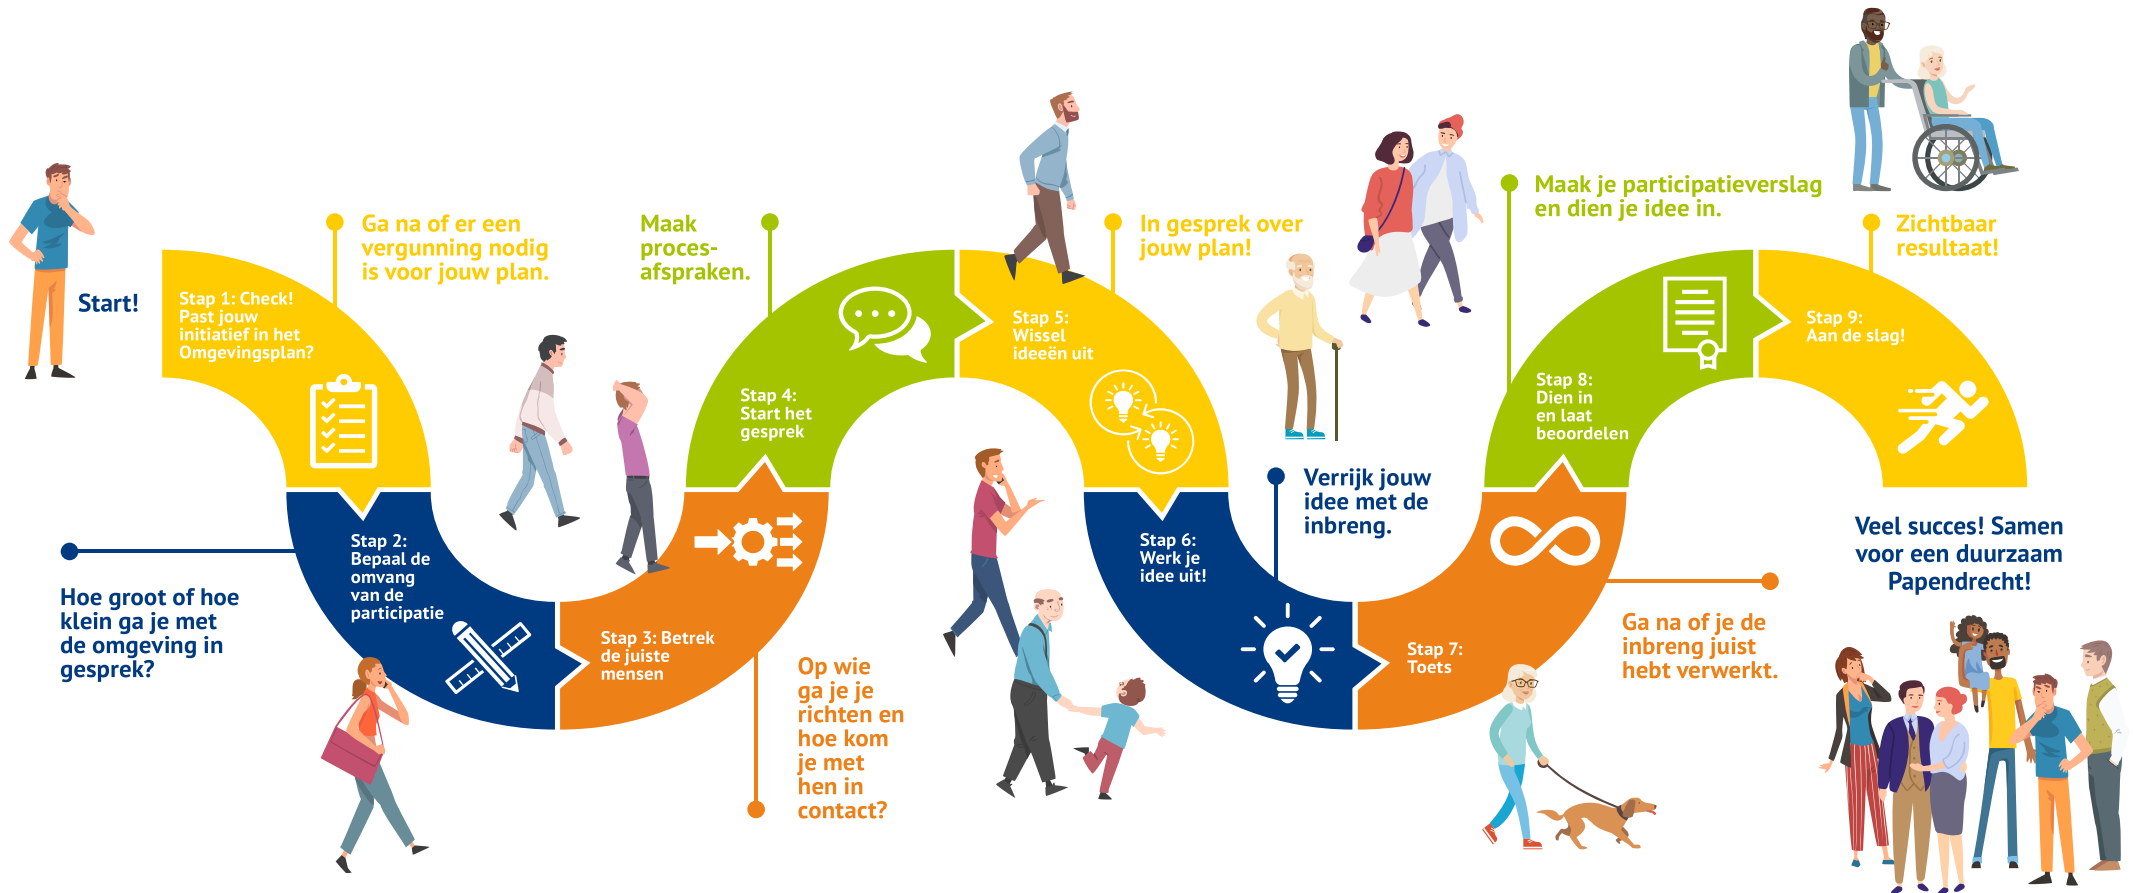 Start!
Stap 1: Check!
Past jouw
initiatief in het
Omgevingsplan?
Ga na of er een
vergunning nodig
is voor jouw plan.
Stap 2:
Bepaal de
omvang
van de
participatie
Hoe groot of hoe
klein ga je met
de omgeving in
gesprek?
Stap 3: Betrek
de juiste
mensen
Op wie
ga je je
richten en
hoe kom
je met
hen in
contact?
Stap 4:
Start het
gesprek
Maak
proces-
afspraken.
Stap 5:
Wissel
ideeën uit
In gesprek over
jouw plan!
Stap 6:
Werk je
idee uit!
Verrijk jouw
idee met de
inbreng.
Stap 7:
Toets
Ga na of je de
inbreng juist
hebt verwerkt.
Stap 8:
Dien in
en laat
beoordelen
Maak je participatieverslag
en dien je idee in.
Stap 9:
Aan de slag!
Zichtbaar
resultaat!
Veel succes! Samen
voor een duurzaam
Papendrecht!